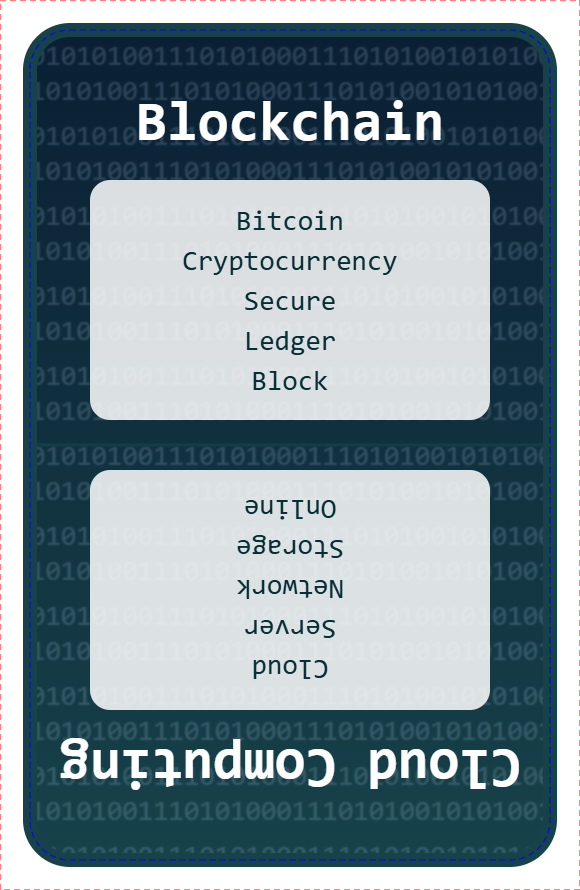 Blockchain
Bitcoin
Cryptocurrency
Secure
Ledger
Block
Cloud Computing
Cloud
Server
Network
Storage
Online